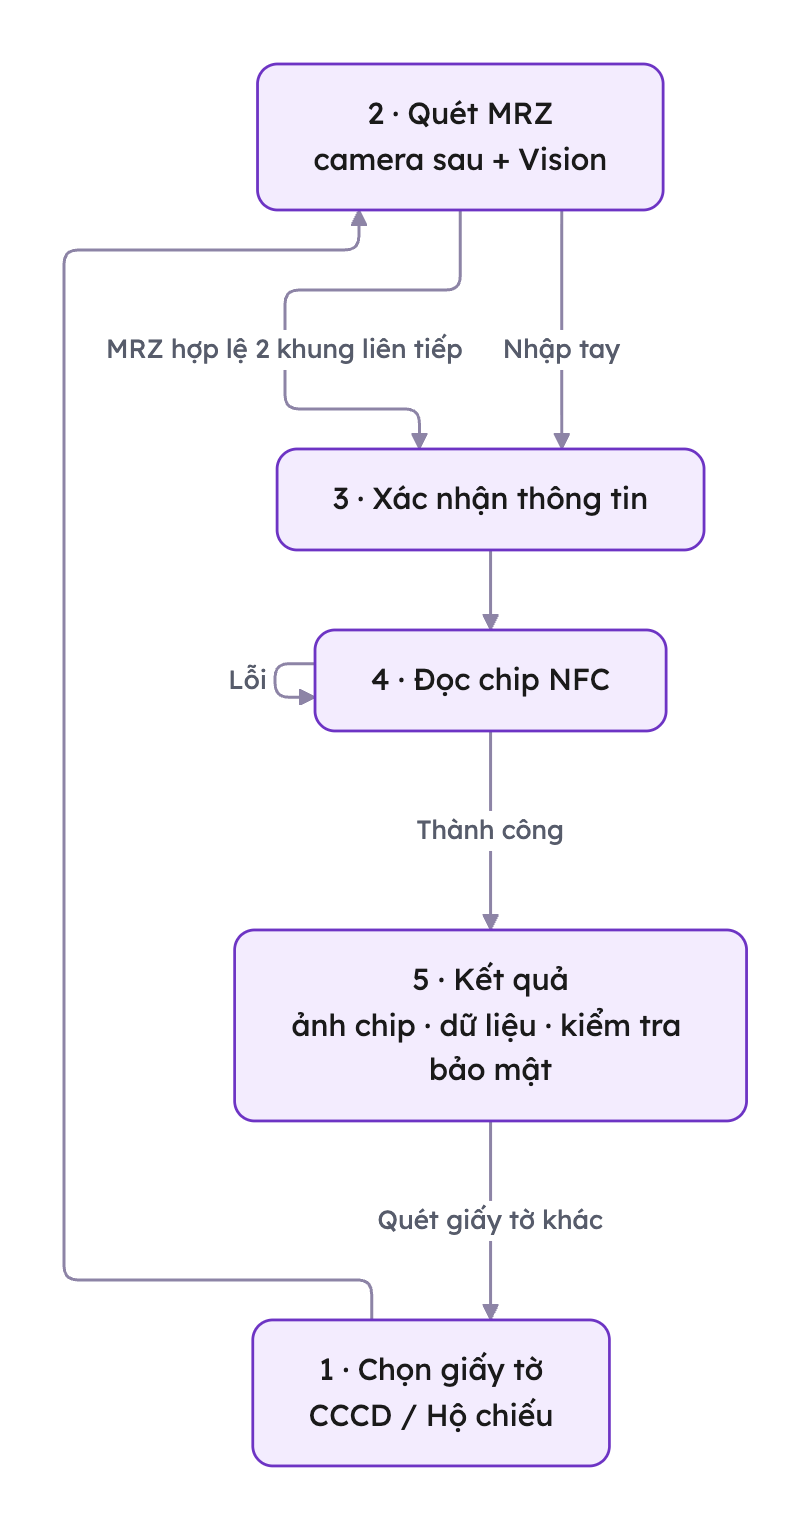 2 · Quét MRZ
camera sau + Vision
MRZ hợp lệ 2 khung liên tiếp
Nhập tay
3 · Xác nhận thông tin
Lỗi
4 · Đọc chip NFC
Thành công
5 · Kết quả
ảnh chip · dữ liệu · kiểm tra
bảo mật
Quét giấy tờ khác
1 · Chọn giấy tờ
CCCD / Hộ chiếu